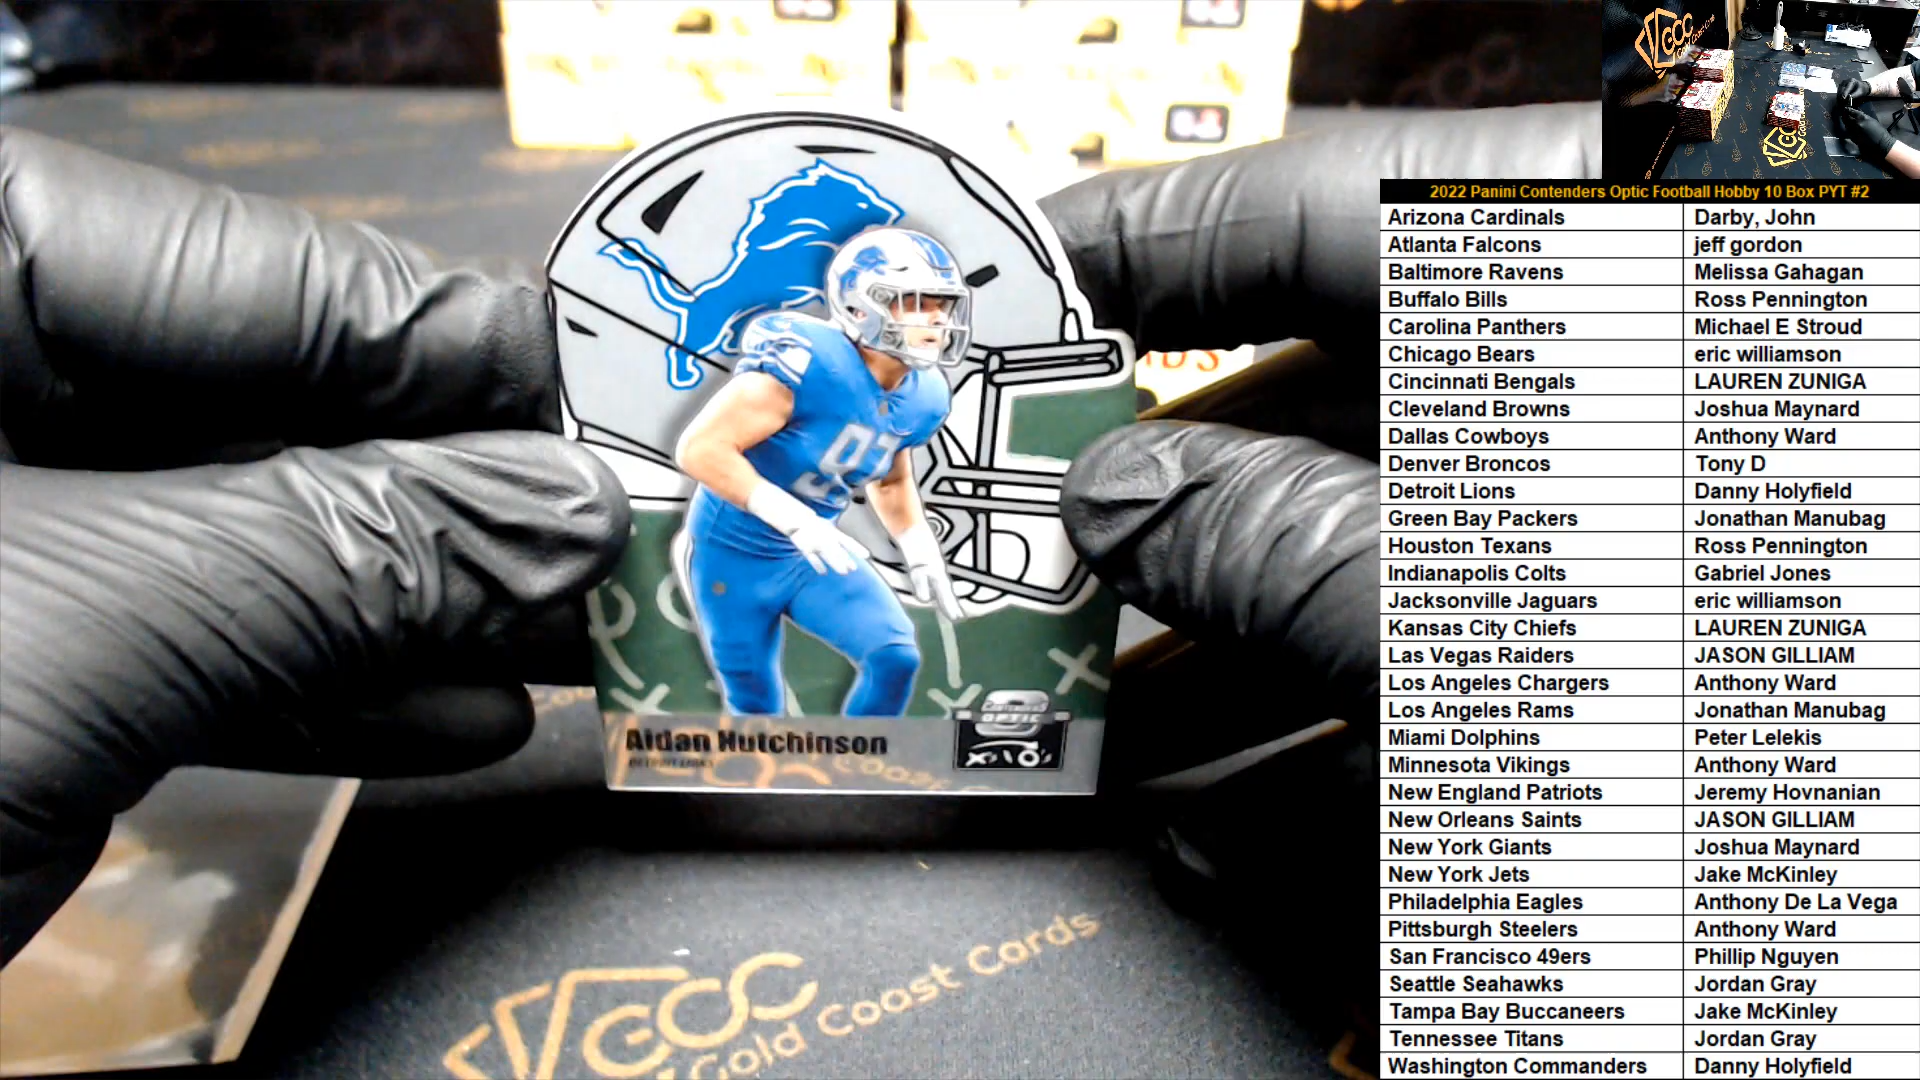 2022 Panini Contenders Optic Football Hobby 10 Box PYT #2
Arizona Cardinals Darby, John
Atlanta Falcons jeff gordon
Baltimore Ravens Melissa Gahagan
Buffalo Bills Ross Pennington
Carolina Panthers Michael E Stroud
Chicago Bears eric williamson
Cincinnati Bengals LAUREN ZUNIGA
Cleveland Browns Joshua Maynard
Dallas Cowboys Anthony Ward
Denver Broncos Tony D
Detroit Lions Danny Holyfield
Green Bay Packers Jonathan Manubag
Houston Texans Ross Pennington
Indianapolis Colts Gabriel Jones
Jacksonville Jaguars eric williamson
Kansas City Chiefs LAUREN ZUNIGA
Las Vegas Raiders JASON GILLIAM
Los Angeles Chargers Anthony Ward
Los Angeles Rams Jonathan Manubag
Miami Dolphins Peter Lelekis
Minnesota Vikings Anthony Ward
New England Patriots Jeremy Hovnanian
New Orleans Saints JASON GILLIAM
New York Giants Joshua Maynard
New York Jets Jake McKinley
Philadelphia Eagles Anthony De La Vega
Pittsburgh Steelers Anthony Ward
San Francisco 49ers Phillip Nguyen
Seattle Seahawks Jordan Gray
Tampa Bay Buccaneers Jake McKinley
Tennessee Titans Jordan Gray
Washington Commanders Danny Holyfield
97
Aidan Hutchinson
DETROIT LIONS
CONTENDERS
OPTIC
X's O's
GCC
Gold Coast Cards